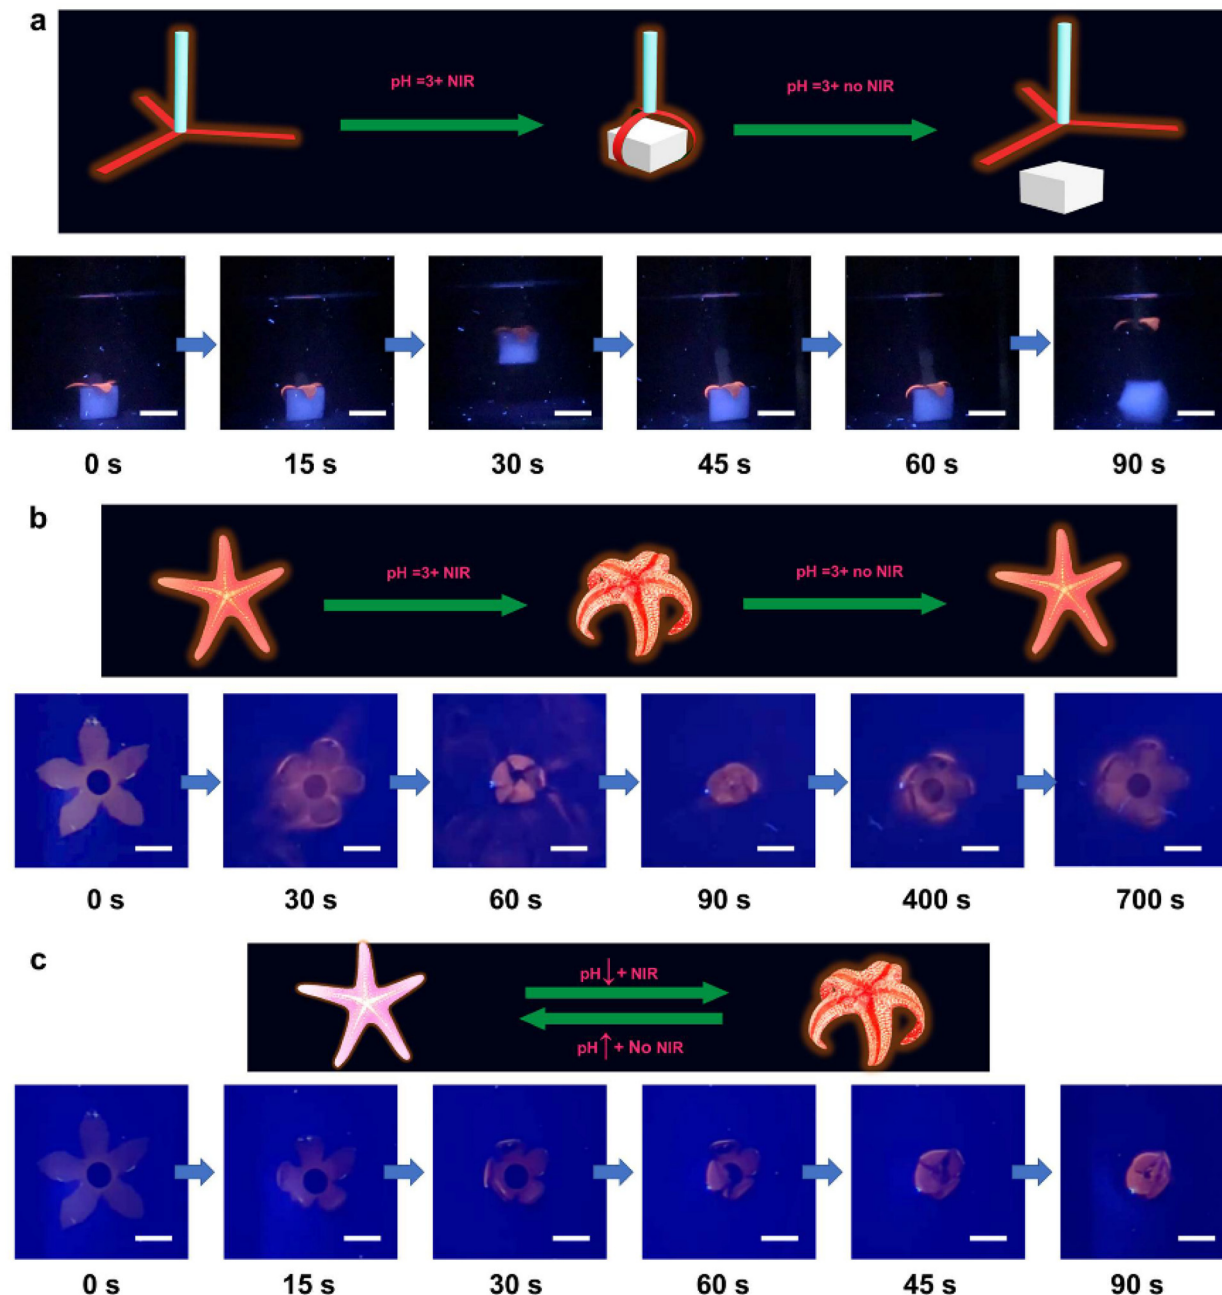 a
pH =3+ NIR
pH =3+ no NIR
0 s
15 s
30 s
45 s
60 s
90 s
b
pH =3+ NIR
pH =3+ no NIR
0 s
30 s
60 s
90 s
400 s
700 s
c
pH↓+ NIR
pH↑+ No NIR
0 s
15 s
30 s
60 s
45 s
90 s